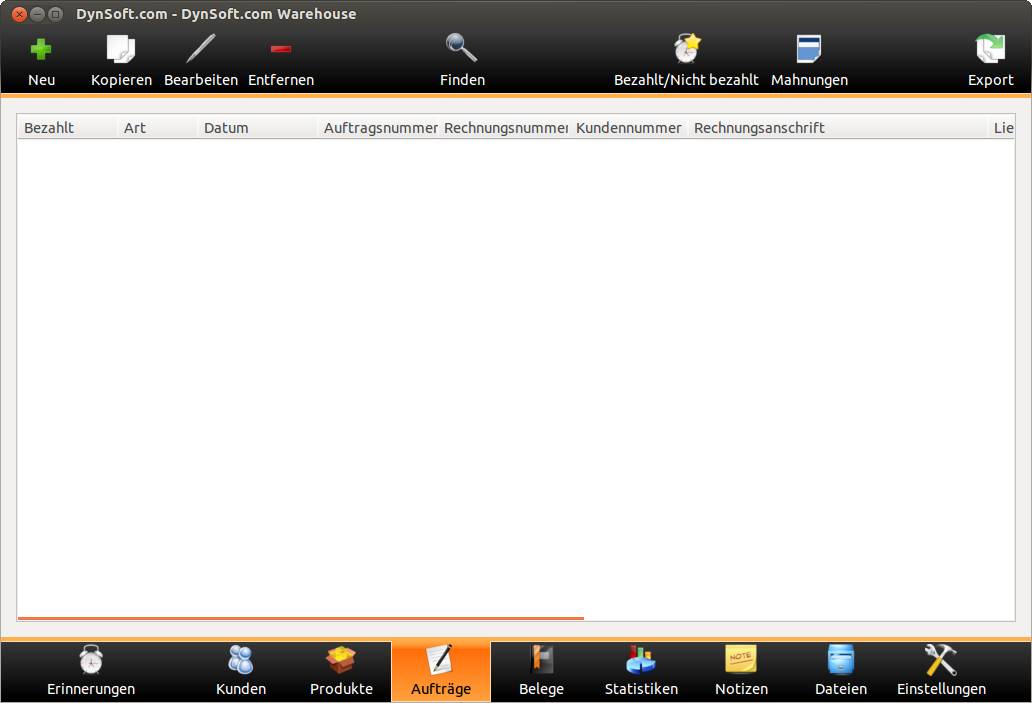 DynSoft.com - DynSoft.com Warehouse
Neu Kopieren Bearbeiten Entfernen Finden Bezahlt/Nicht bezahlt Mahnungen Export
Bezahlt Art Datum Auftragsnummer Rechnungsnummer Kundennummer Rechnungsanschrift Lie
NOTE
Erinnerungen Kunden Produkte Aufträge Belege Statistiken Notizen Dateien Einstellungen